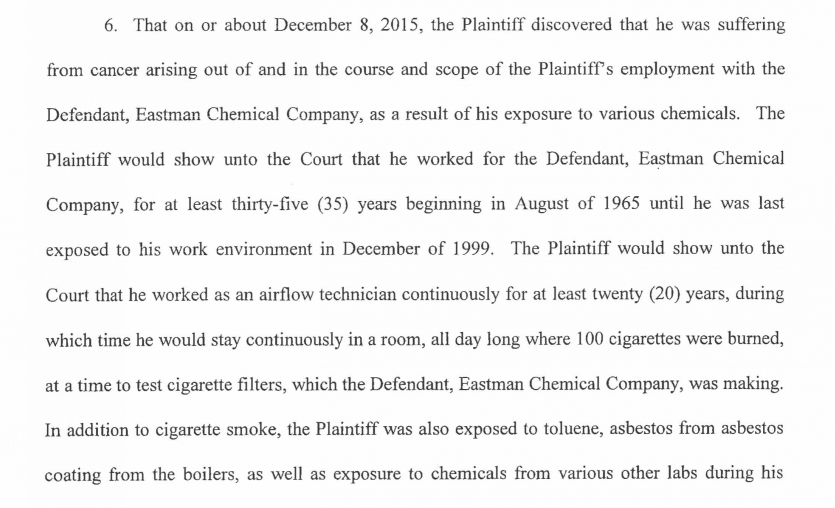 6. That on or about December 8, 2015, the Plaintiff discovered that he was suffering
from cancer arising out of and in the course and scope of the Plaintiff's employment with the
Defendant, Eastman Chemical Company, as a result of his exposure to various chemicals. The
Plaintiff would show unto the Court that he worked for the Defendant, Eastman Chemical
Company, for at least thirty-five (35) years beginning in August of 1965 until he was last
exposed to his work environment in December of 1999. The Plaintiff would show unto the
Court that he worked as an airflow technician continuously for at least twenty (20) years, during
which time he would stay continuously in a room, all day long where 100 cigarettes were burned,
at a time to test cigarette filters, which the Defendant, Eastman Chemical Company, was making.
In addition to cigarette smoke, the Plaintiff was also exposed to toluene, asbestos from asbestos
coating from the boilers, as well as exposure to chemicals from various other labs during his